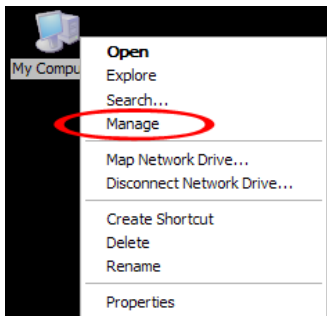 My Compu
Open
Explore
Search...
Manage
Map Network Drive...
Disconnect Network Drive...
Create Shortcut
Delete
Rename
Properties